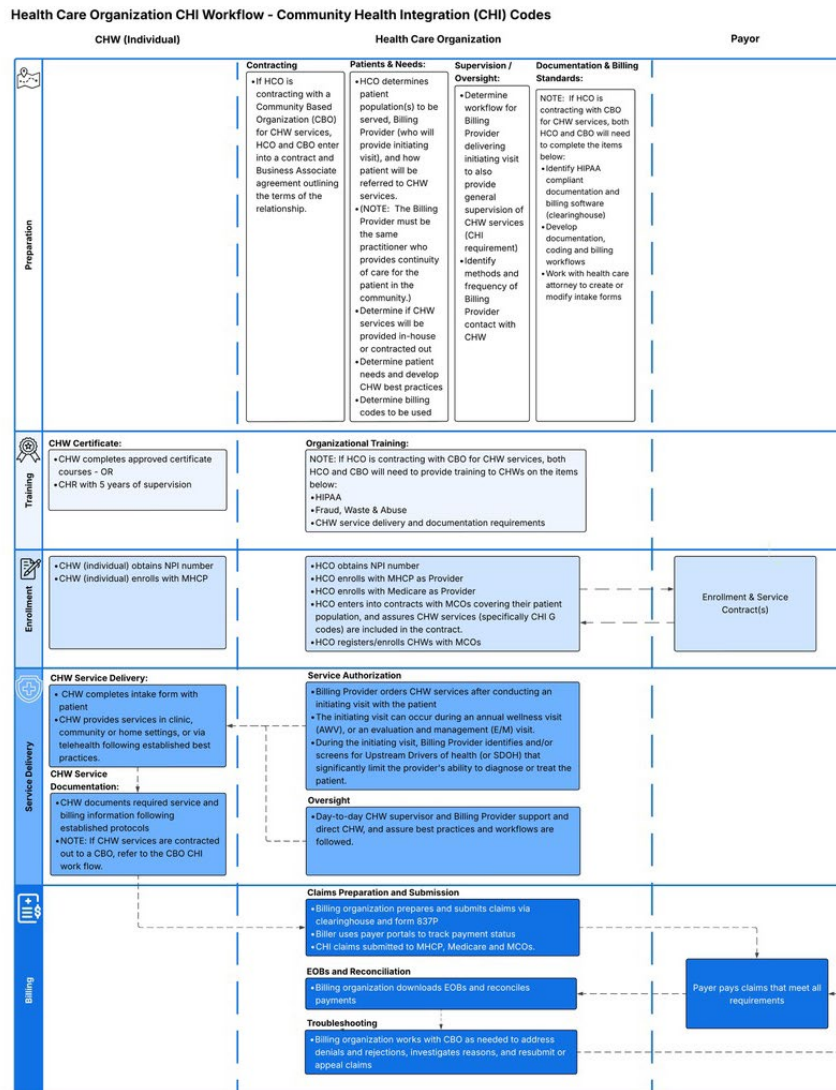 Health Care Organization CHI Workflow - Community Health Integration (CHI) Codes
CHW (Individual)
Health Care Organization
Payor
Preparation
Contracting
•If HCO is
contracting with a
Community Based
Organization (CBO)
for CHW services,
HCO and CBO enter
into a contract and
Business Associate
agreement outlining
the terms of the
relationship.
Patients & Needs:
•HCO determines
patient
population(s) to be
served, Billing
Provider (who will
provide initiating
visit), and how
patient will be
referred to CHW
services.
•(NOTE: The Billing
Provider must be
the same
practitioner who
provides continuity
of care for the
patient in the
community.)
•Determine if CHW
services will be
provided in-house
or contracted out
•Determine patient
needs and develop
CHW best practices
•Determine billing
codes to be used
Supervision /
Oversight:
•Determine
workflow for
Billing
Provider
delivering
initiating visit
to also
provide
general
supervision of
CHW services
(CHI
requirement)
•Identify
methods and
frequency of
Billing
Provider
contact with
CHW
Documentation & Billing
Standards:
NOTE: If HCO is
contracting with CBO
for CHW services, both
HCO and CBO will need
to complete the items
below:
•Identify HIPAA
compliant
documentation and
billing software
(clearinghouse)
•Develop
documentation,
coding and billing
workflows
•Work with health care
attorney to create or
modify intake forms
Training
CHW Certificate:
•CHW completes approved certificate
courses - OR
•CHR with 5 years of supervision
Organizational Training:
NOTE: If HCO is contracting with CBO for CHW services, both
HCO and CBO will need to provide training to CHWs on the items
below:
•HIPAA
•Fraud, Waste & Abuse
•CHW service delivery and documentation requirements
Enrollment
•CHW (individual) obtains NPI number
•CHW (individual) enrolls with MHCP
•HCO obtains NPI number
•HCO enrolls with MHCP as Provider
•HCO enrolls with Medicare as Provider
•HCO enters into contracts with MCOs covering their patient
population, and assures CHW services (specifically CHI G
codes) are included in the contract.
•HCO registers/enrolls CHWs with MCOs
Enrollment & Service
Contract(s)
Service Delivery
CHW Service Delivery:
• CHW completes intake form with
patient
•CHW provides services in clinic,
community or home settings, or via
telehealth following established best
practices.
CHW Service
Documentation:
•CHW documents required service and
billing information following
established protocols
•NOTE: If CHW services are contracted
out to a CBO, refer to the CBO CHI
work flow.
Service Authorization
•Billing Provider orders CHW services after conducting an
initiating visit with the patient
•The initiating visit can occur during an annual wellness visit
(AWV), or an evaluation and management (E/M) visit.
•During the initiating visit, Billing Provider identifies and/or
screens for Upstream Drivers of health (or SDOH) that
significantly limit the provider's ability to diagnose or treat the
patient.
Oversight
•Day-to-day CHW supervisor and Billing Provider support and
direct CHW, and assure best practices and workflows are
followed.
Billing
Claims Preparation and Submission
•Billing organization prepares and submits claims via
clearinghouse and form 837P
•Biller uses payer portals to track payment status
•CHI claims submitted to MHCP, Medicare and MCOs.
EOBs and Reconciliation
•Billing organization downloads EOBs and reconciles
payments
Troubleshooting
•Billing organization works with CBO as needed to address
denials and rejections, investigates reasons, and resubmit or
appeal claims
Payer pays claims that meet all
requirements